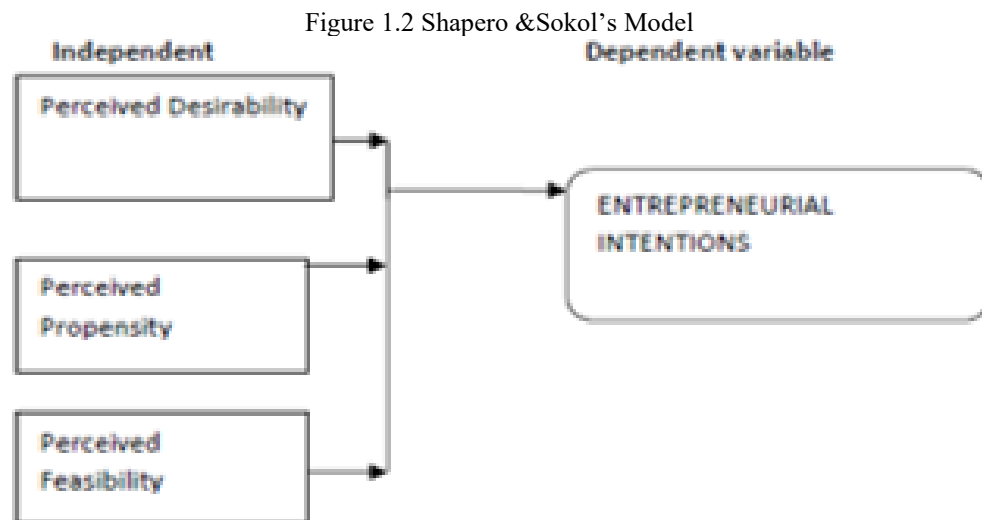 Figure 1.2 Shapero &Sokol's Model
Independent
Dependent variable
Perceived Desirability
ENTREPRENEURIAL
INTENTIONS
Perceived
Propensity
Perceived
Feasibility